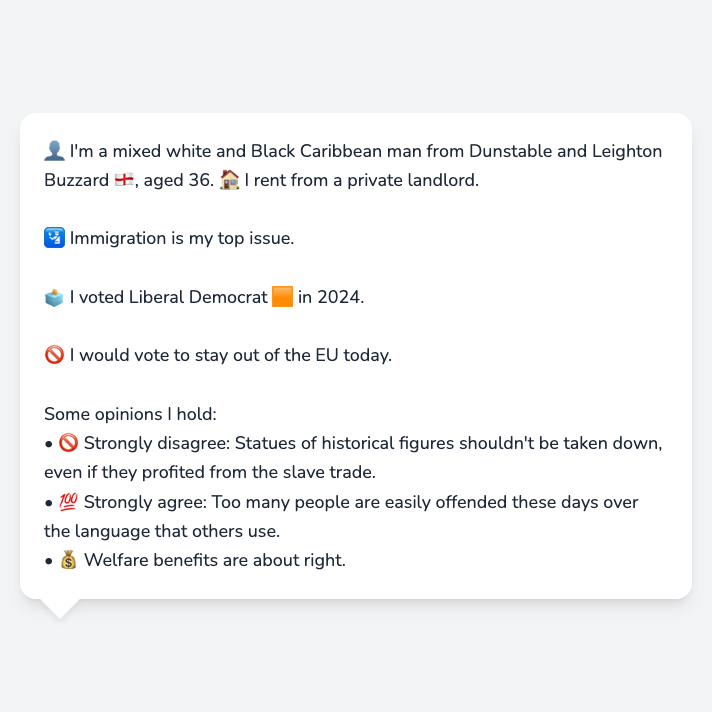 👤 I'm a mixed white and Black Caribbean man from Dunstable and Leighton
Buzzard 🏴󠁧󠁢󠁥󠁮󠁧󠁿, aged 36. 🏠 I rent from a private landlord.
🛂 Immigration is my top issue.
🗳️ I voted Liberal Democrat 🟧 in 2024.
🚫 I would vote to stay out of the EU today.
Some opinions I hold:
• 🚫 Strongly disagree: Statues of historical figures shouldn't be taken down,
even if they profited from the slave trade.
• 💯 Strongly agree: Too many people are easily offended these days over
the language that others use.
• 💰 Welfare benefits are about right.